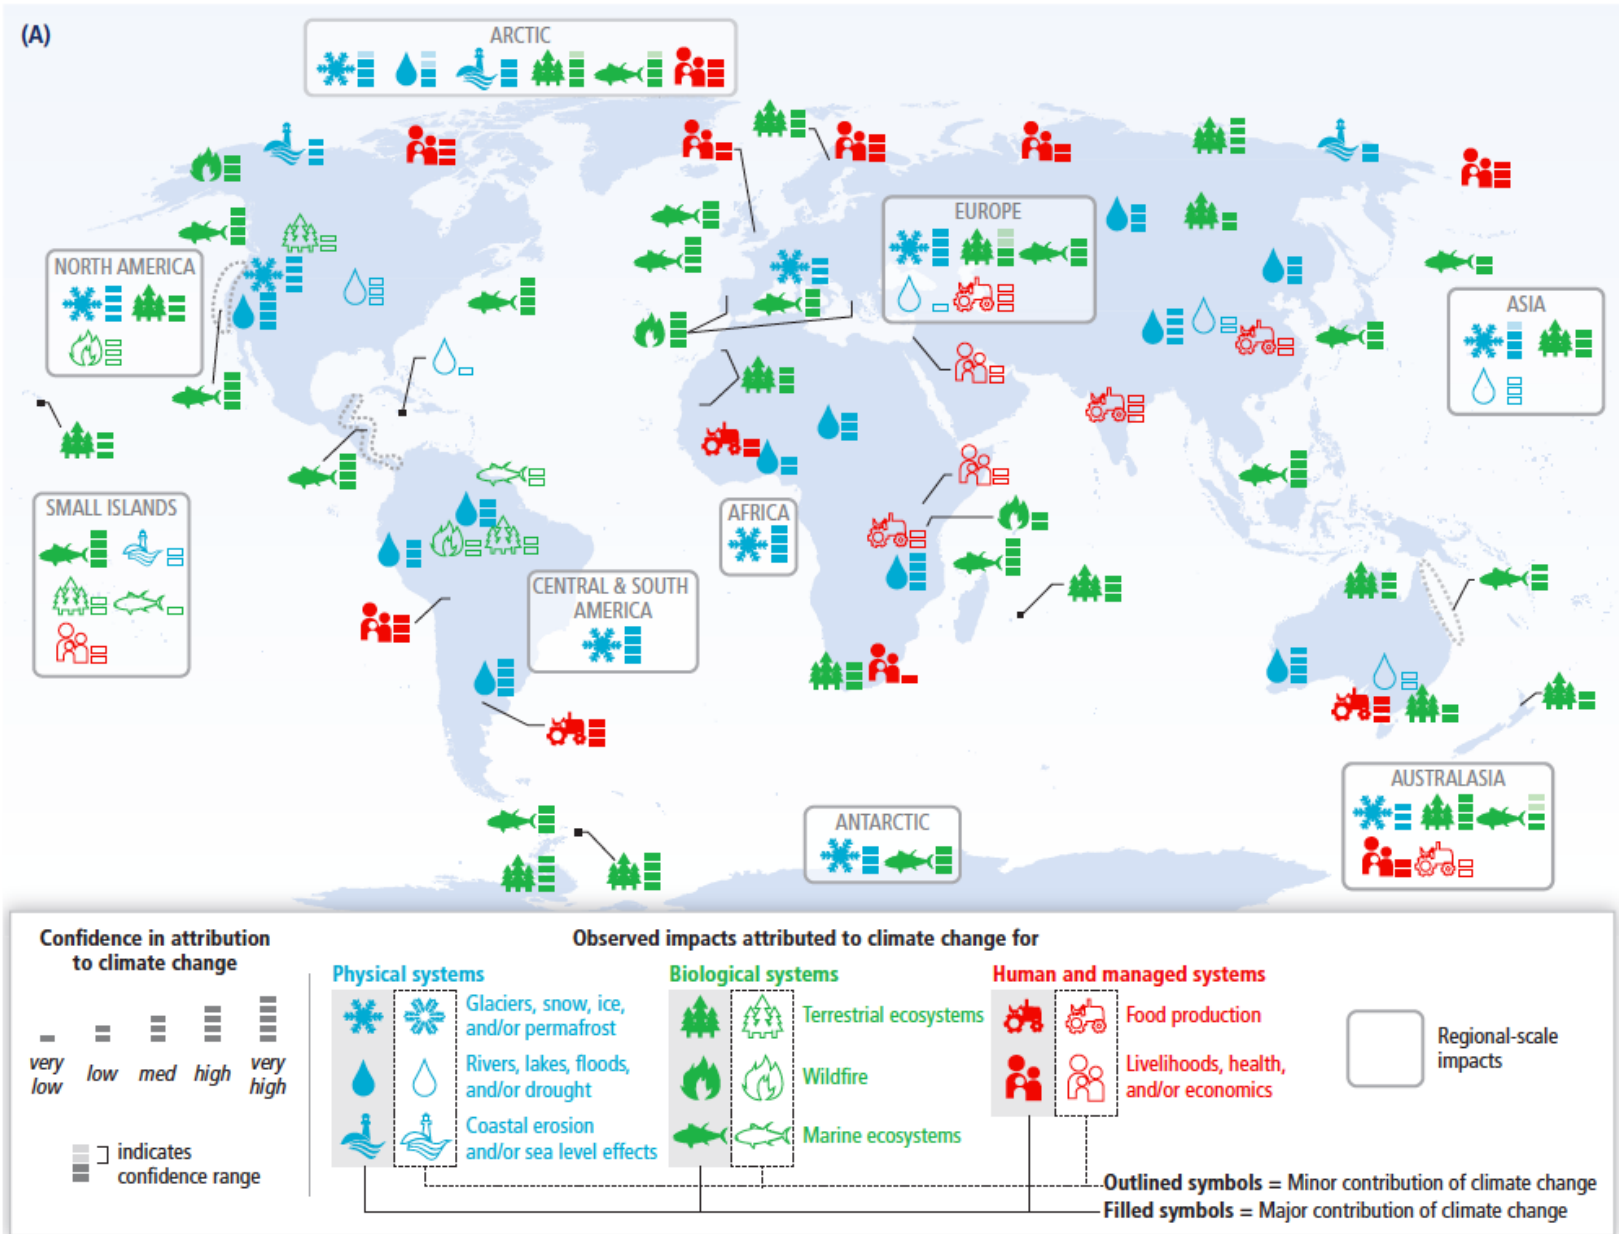 (A)
ARCTIC
EUROPE
NORTH AMERICA
ASIA
SMALL ISLANDS
AFRICA
CENTRAL & SOUTH
AMERICA
AUSTRALASIA
ANTARCTIC
Confidence in attribution
to climate change
very
low
low
med
high
very
high
indicates
confidence range
Observed impacts attributed to climate change for
Physical systems
Glaciers, snow, ice,
and/or permafrost
Rivers, lakes, floods,
and/or drought
Coastal erosion
and/or sea level effects
Biological systems
Terrestrial ecosystems
Wildfire
Marine ecosystems
Human and managed systems
Food production
Livelihoods, health,
and/or economics
Regional-scale
impacts
Outlined symbols = Minor contribution of climate change
Filled symbols = Major contribution of climate change